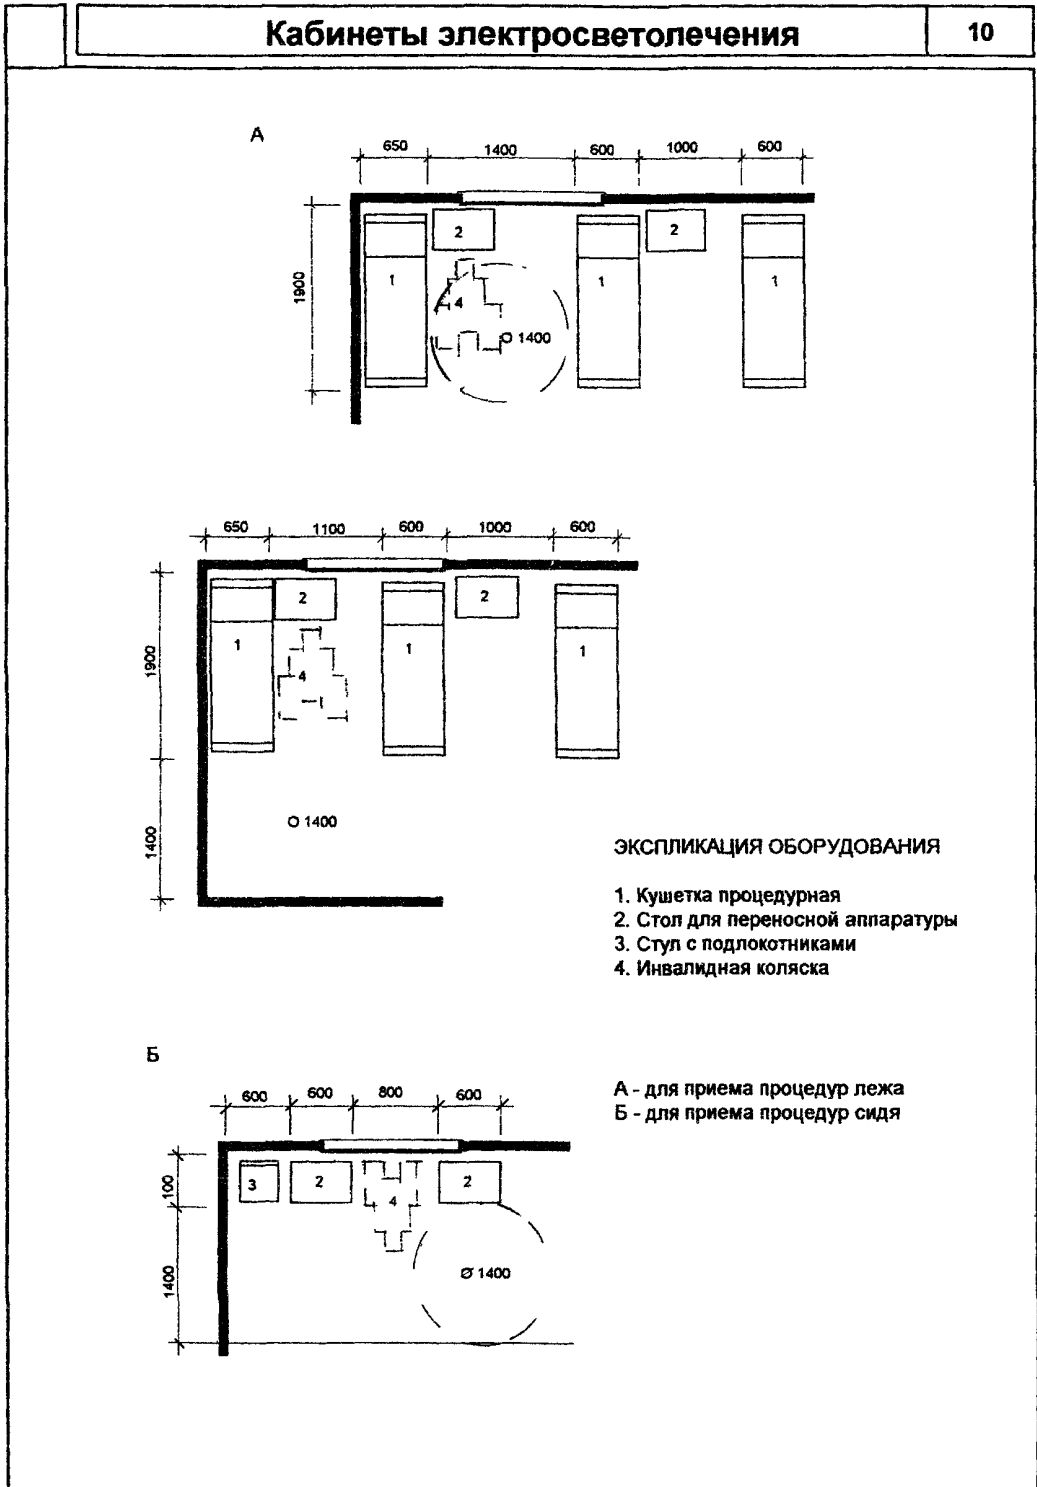 Кабинеты электросветолечения
10
А
650 1400 600 1000 600
1900
2 2
1 1 1
4
O 1400
650 1100 600 1000 600
1900
2 2
1 1 1
4
1400
O 1400
ЭКСПЛИКАЦИЯ ОБОРУДОВАНИЯ
1. Кушетка процедурная
2. Стол для переносной аппаратуры
3. Стул с подлокотниками
4. Инвалидная коляска
Б
А - для приема процедур лежа
Б - для приема процедур сидя
600 600 800 600
100
3 2 4 2
1400
Ø 1400